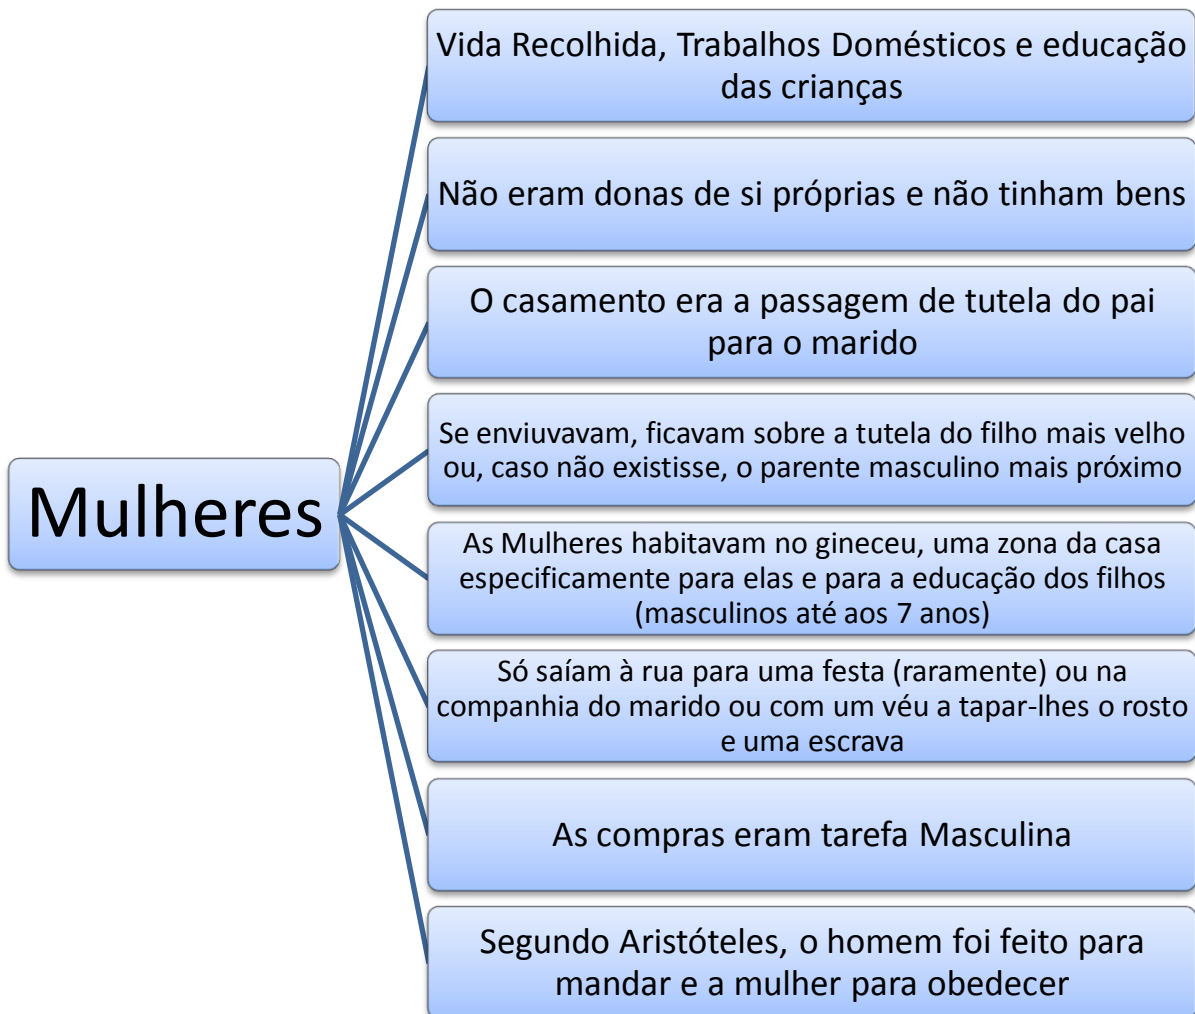 Mulheres
Vida Recolhida, Trabalhos Domésticos e educação
das crianças
Não eram donas de si próprias e não tinham bens
O casamento era a passagem de tutela do pai
para o marido
Se enviuvavam, ficavam sobre a tutela do filho mais velho
ou, caso não existisse, o parente masculino mais próximo
As Mulheres habitavam no gineceu, uma zona da casa
especificamente para elas e para a educação dos filhos
(masculinos até aos 7 anos)
Só saíam à rua para uma festa (raramente) ou na
companhia do marido ou com um véu a tapar-lhes o rosto
e uma escrava
As compras eram tarefa Masculina
Segundo Aristóteles, o homem foi feito para
mandar e a mulher para obedecer